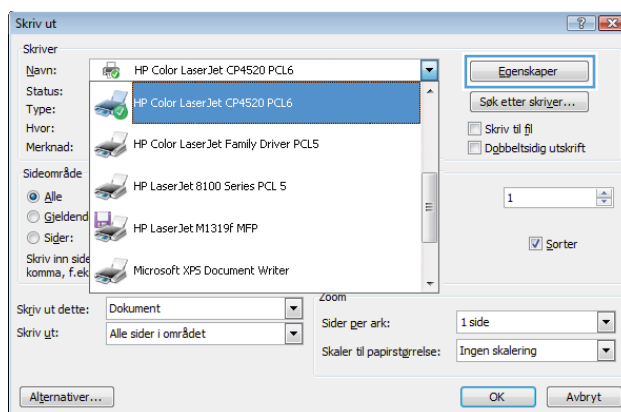 Skriv ut
Skriver
Navn: HP Color LaserJet CP4520 PCL6 Egenskaper
Status: HP Color LaserJet CP4520 PCL6 Søk etter skriver...
Type:
Hvor: HP Color LaserJet Family Driver PCL5 Skriv til fil
Merknad: Dobbeltsidig utskrift
Sideområde HP LaserJet 8100 Series PCL 5
Alle 1
Gjeldend HP LaserJet M1319f MFP
Sider: Sorter
Skriv inn side
komma, f.ek Microsoft XPS Document Writer
Zoom
Skriv ut dette: Dokument Sider per ark: 1 side
Skriv ut: Alle sider i området Skaler til papirstørrelse: Ingen skalering
Alternativer... OK Avbryt